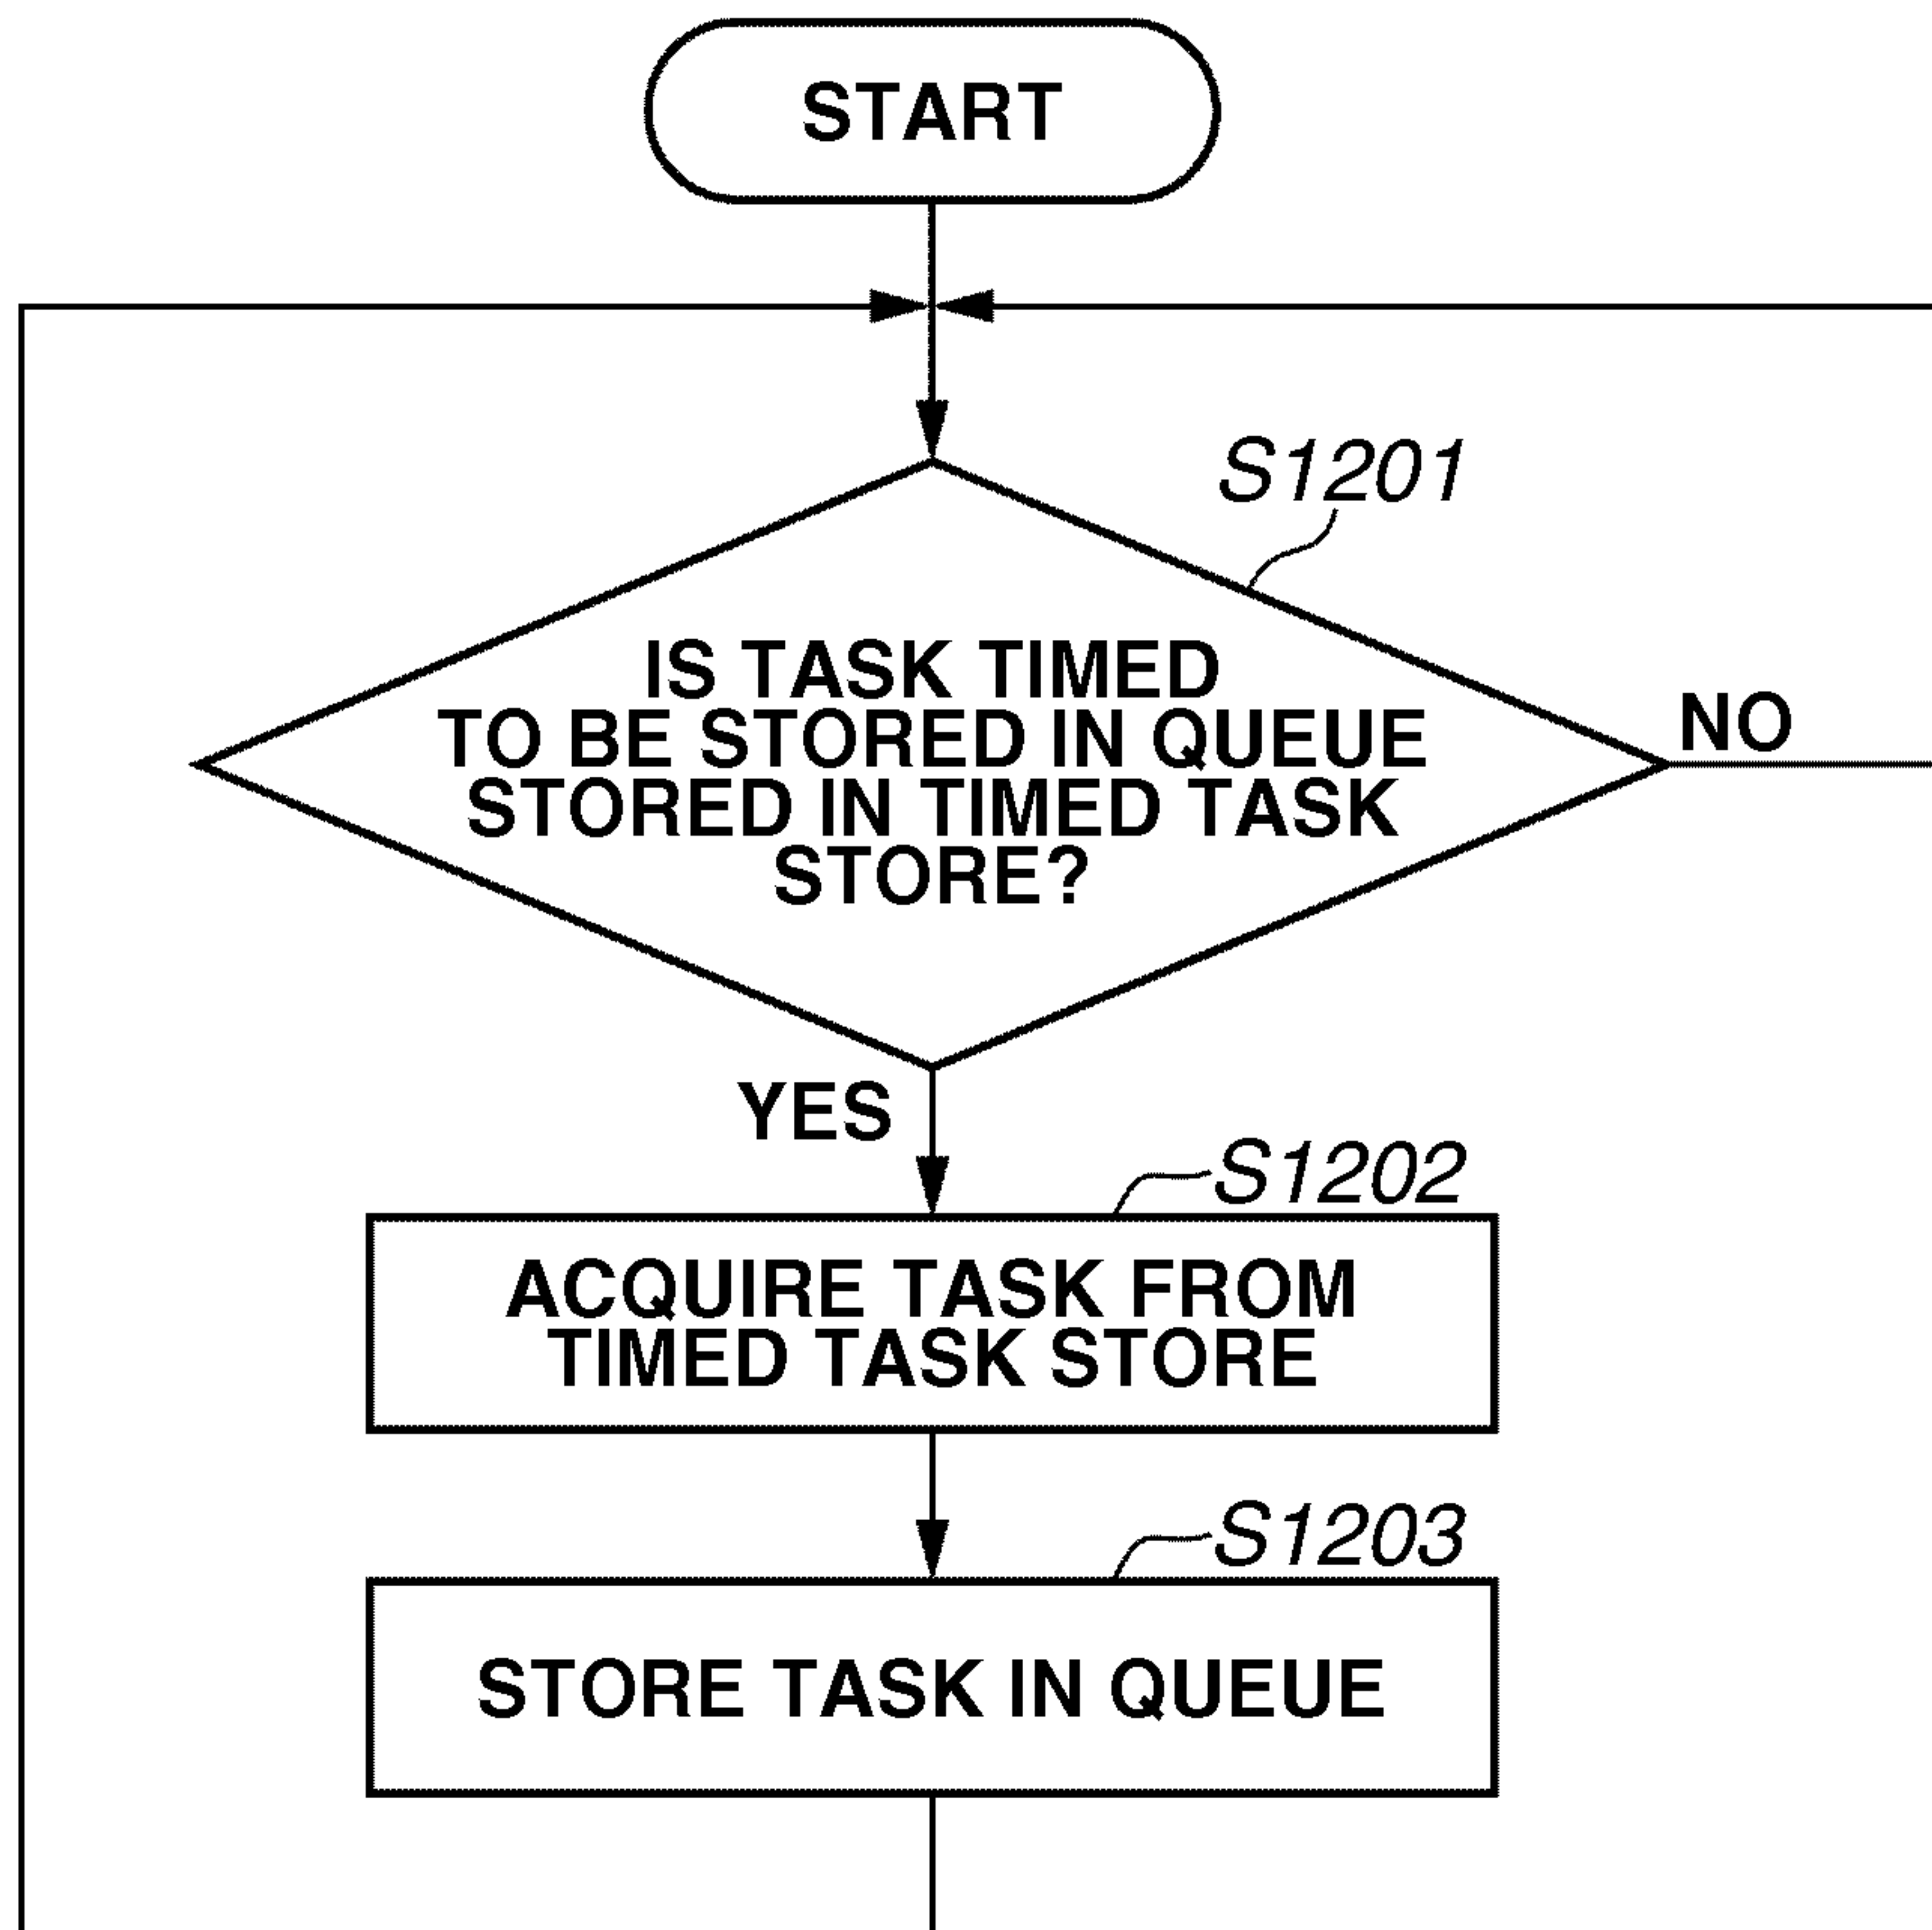 START
S1201
IS TASK TIMED
TO BE STORED IN QUEUE
STORED IN TIMED TASK
STORE?
NO
YES
S1202
ACQUIRE TASK FROM
TIMED TASK STORE
S1203
STORE TASK IN QUEUE